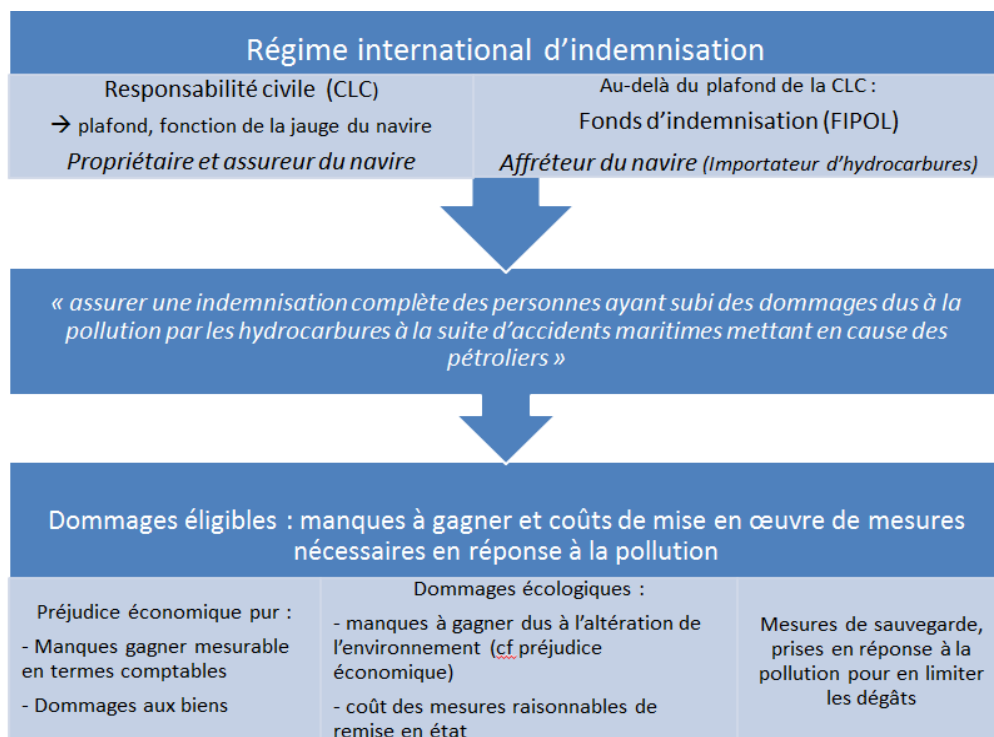 Régime international d'indemnisation
Responsabilité civile (CLC)
→ plafond, fonction de la jauge du navire
Propriétaire et assureur du navire
Au-delà du plafond de la CLC :
Fonds d'indemnisation (FIPOL)
Affréteur du navire (Importateur d'hydrocarbures)
« assurer une indemnisation complète des personnes ayant subi des dommages dus à la
pollution par les hydrocarbures à la suite d'accidents maritimes mettant en cause des
pétroliers »
Dommages éligibles : manques à gagner et coûts de mise en œuvre de mesures
nécessaires en réponse à la pollution
Préjudice économique pur :
- Manques gagner mesurable
en termes comptables
- Dommages aux biens
Dommages écologiques :
- manques à gagner dus à l'altération de
l'environnement (cf préjudice
économique)
- coût des mesures raisonnables de
remise en état
Mesures de sauvegarde,
prises en réponse à la
pollution pour en limiter
les dégâts